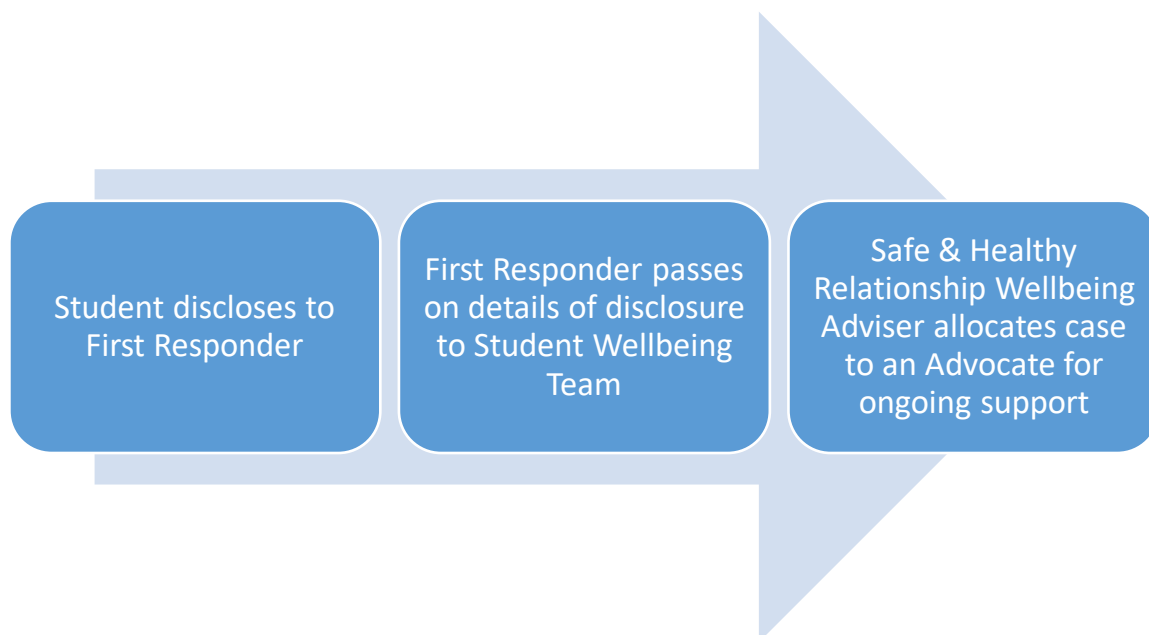 Student discloses to
First Responder
First Responder passes
on details of disclosure
to Student Wellbeing
Team
Safe & Healthy
Relationship Wellbeing
Adviser allocates case
to an Advocate for
ongoing support